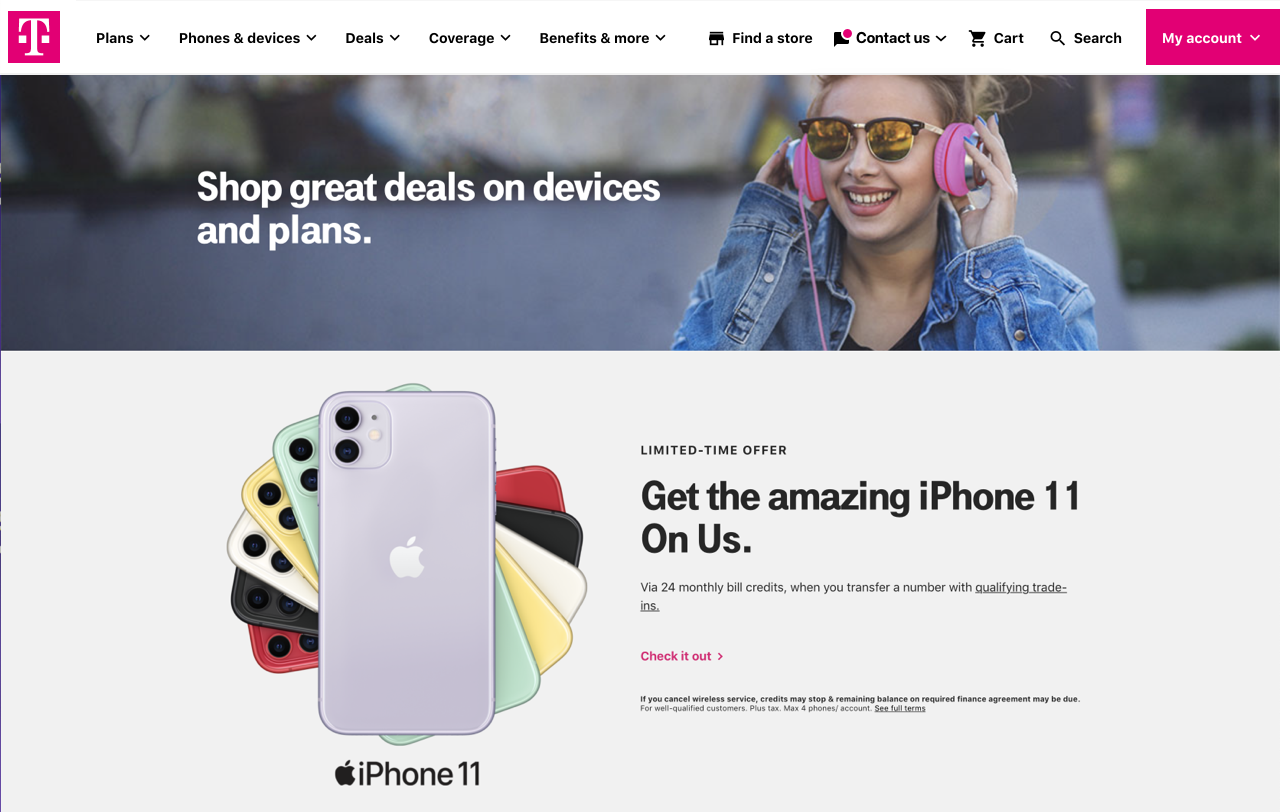 T
Plans
Phones & devices
Deals
Coverage
Benefits & more
Find a store
Contact us
Cart
Search
My account
Shop great deals on devices
and plans.
LIMITED-TIME OFFER
Get the amazing iPhone 11
On Us.
Via 24 monthly bill credits, when you transfer a number with qualifying trade-
ins.
Check it out
If you cancel wireless service, credits may stop & remaining balance on required finance agreement may be due.
For well-qualified customers. Plus tax. Max 4 phones/ account. See full terms
iPhone 11